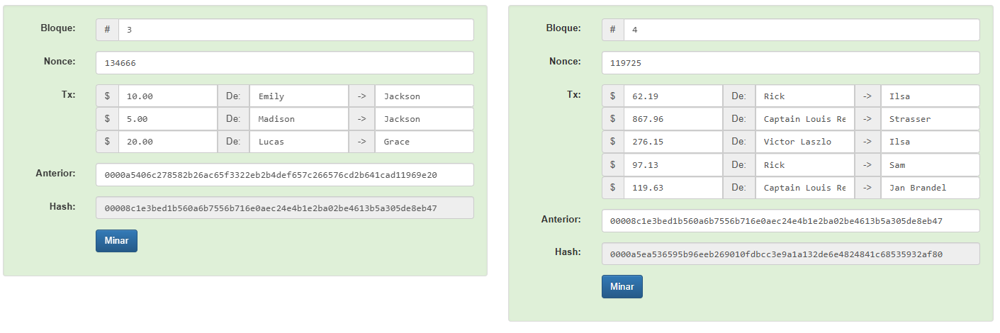 Bloque: # 3
Nonce: 134666
Tx: $ 10.00 De: Emily -> Jackson
$ 5.00 De: Madison -> Jackson
$ 20.00 De: Lucas -> Grace
Anterior: 0000a5406c278582b26ac65f3322eb2b4def657c266576cd2b641cad11969e20
Hash: 00008c1e3bed1b560a6b7556b716e0aec24e4b1e2ba02be4613b5a305de8eb47
Minar
Bloque: # 4
Nonce: 119725
Tx: $ 62.19 De: Rick -> Ilsa
$ 867.96 De: Captain Louis Re -> Strasser
$ 276.15 De: Victor Laszlo -> Ilsa
$ 97.13 De: Rick -> Sam
$ 119.63 De: Captain Louis Re -> Jan Brandel
Anterior: 00008c1e3bed1b560a6b7556b716e0aec24e4b1e2ba02be4613b5a305de8eb47
Hash: 0000a5ea536595b96eeb269010fdbcc3e9a1a132de6e4824841c68535932af80
Minar